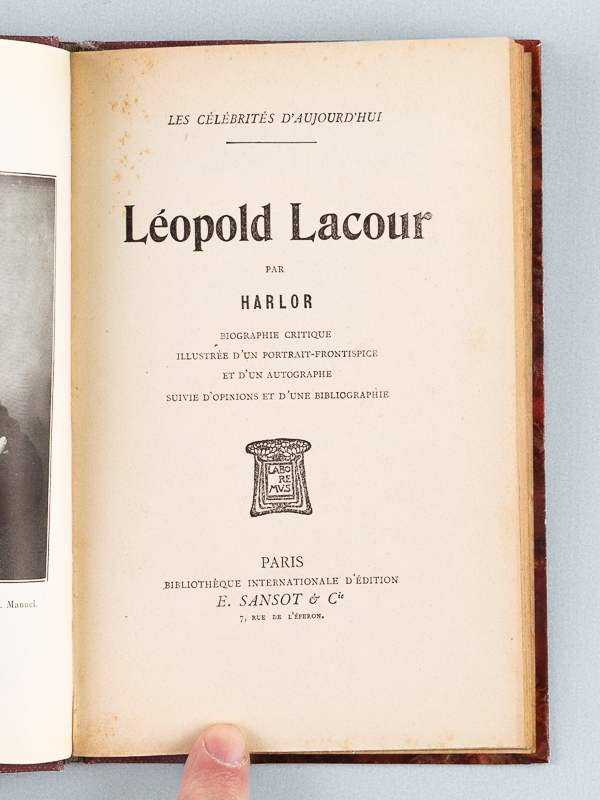 LES CÉLÉBRITÉS D'AUJOURD'HUI
Léopold Lacour
PAR
HARLOR
BIOGRAPHIE CRITIQUE
ILLUSTRÉE D'UN PORTRAIT-FRONTISPICE
ET D'UN AUTOGRAPHE
SUIVIE D'OPINIONS ET D'UNE BIBLIOGRAPHIE
LABO
RE
MVS
PARIS
BIBLIOTHÈQUE INTERNATIONALE D'ÉDITION
E. SANSOT & Cie
7, RUE DE L'ÉPERON.
. Manuel.